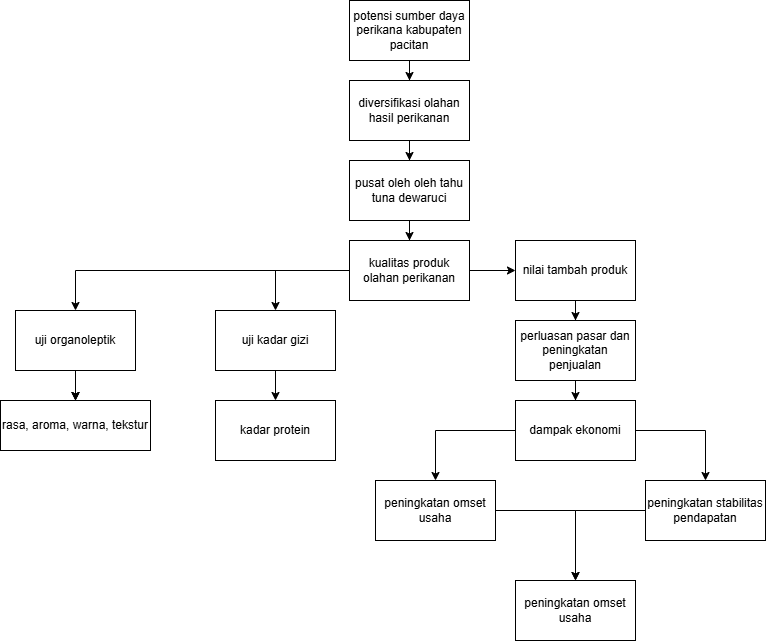 potensi sumber daya
perikana kabupaten
pacitan
diversifikasi olahan
hasil perikanan
pusat oleh oleh tahu
tuna dewaruci
kualitas produk
olahan perikanan
nilai tambah produk
uji organoleptik
uji kadar gizi
perluasan pasar dan
peningkatan
penjualan
rasa, aroma, warna, tekstur
kadar protein
dampak ekonomi
peningkatan omset
usaha
peningkatan stabilitas
pendapatan
peningkatan omset
usaha